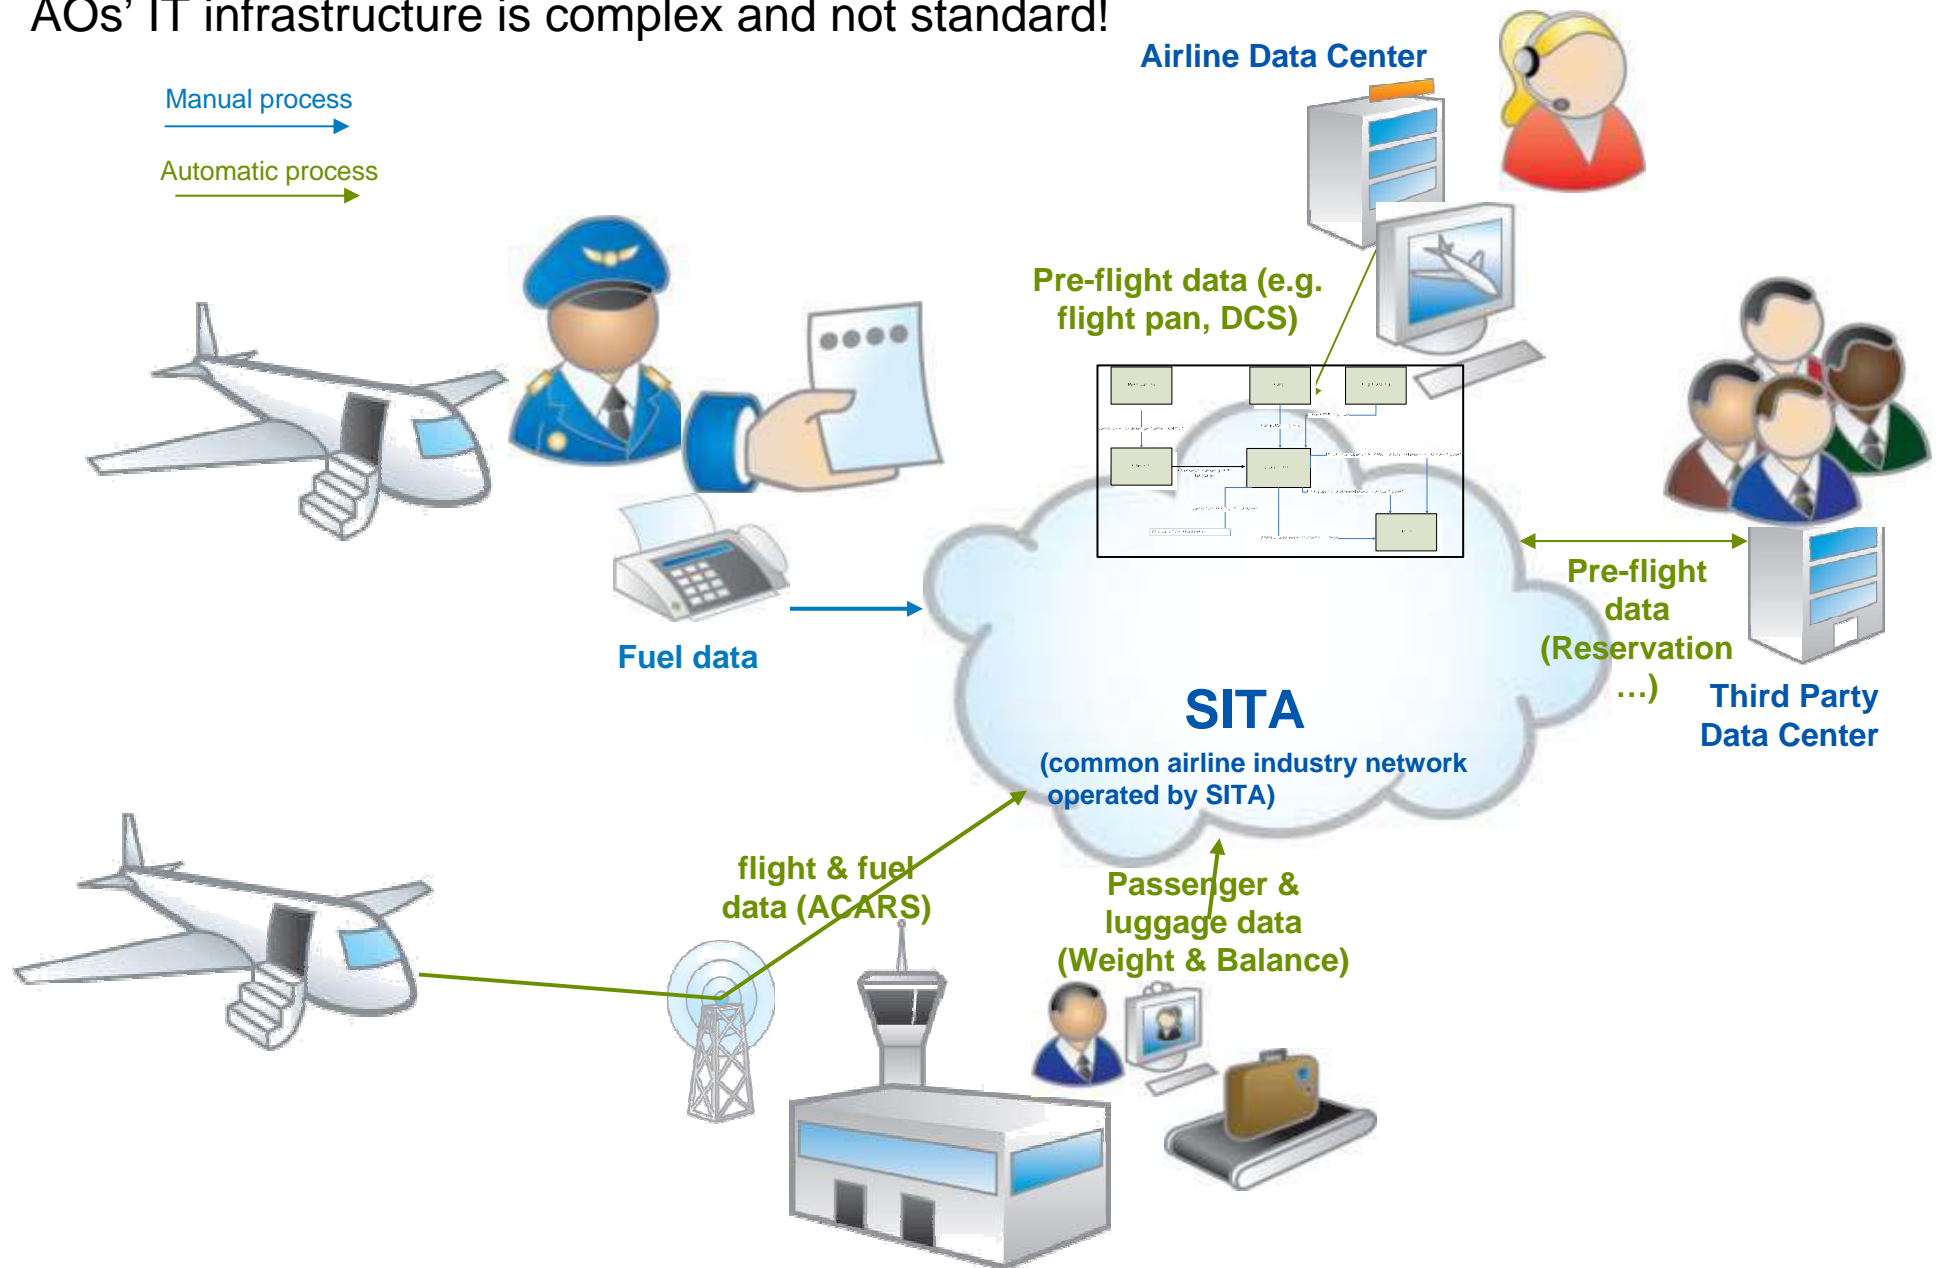 AOs' IT infrastructure is complex and not standard!
Airline Data Center
Manual process
Automatic process
Pre-flight data (e.g.
flight pan, DCS)
Pre-flight
data
(Reservation
…)
Third Party
Data Center
Fuel data
SITA
(common airline industry network
operated by SITA)
flight & fuel
data (ACARS)
Passenger &
luggage data
(Weight & Balance)